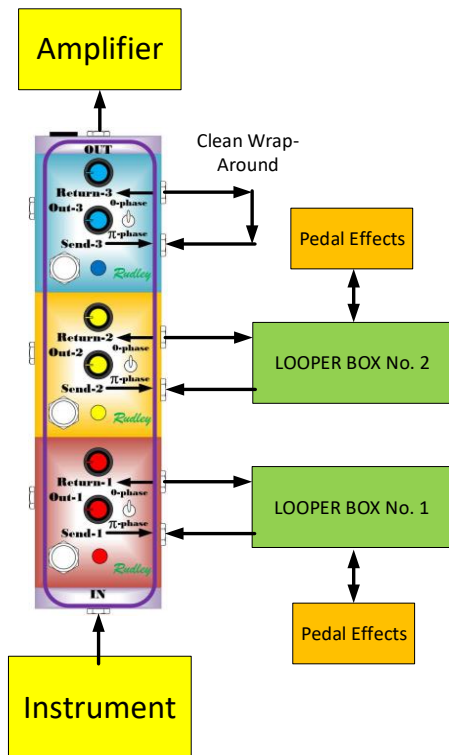 Amplifier
Clean Wrap-
Around
OUT
Return-3
0-phase
Out-3
π-phase
Send-3
Rudley
Pedal Effects
Return-2
0-phase
Out-2
π-phase
Send-2
Rudley
LOOPER BOX No. 2
Return-1
0-phase
Out-1
π-phase
Send-1
Rudley
LOOPER BOX No. 1
IN
Pedal Effects
Instrument